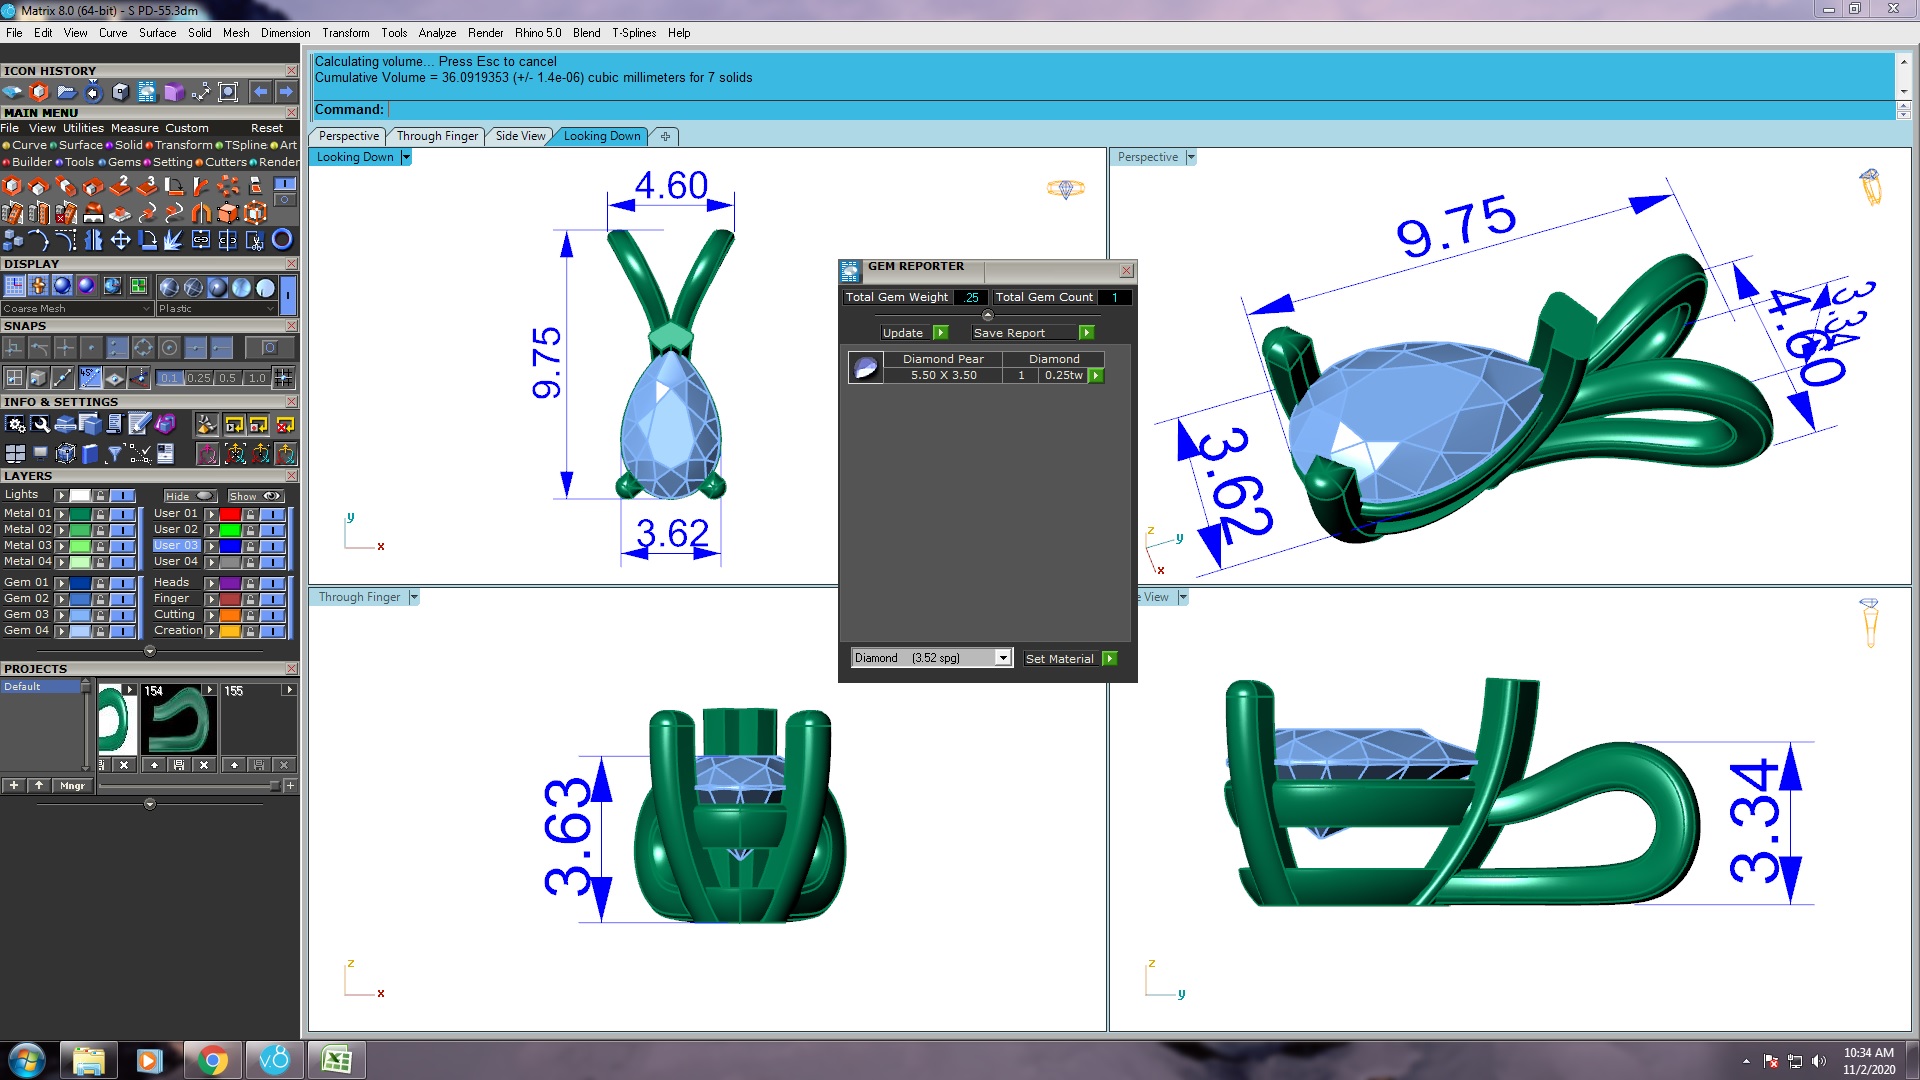 Matrix 8.0 (64-bit) - S PD-55.3dm
File Edit View Curve Surface Solid Mesh Dimension Transform Tools Analyze Render Rhino 5.0 Blend T-Splines Help
Calculating volume... Press Esc to cancel
Cumulative Volume = 36.0919353 (+/- 1.4e-06) cubic millimeters for 7 solids
Command:
Perspective Through Finger Side View Looking Down
ICON HISTORY
MAIN MENU
File View Utilities Measure Custom Reset
Curve Surface Solid Transform TSpline Art
Builder Tools Gems Setting Cutters Render
2 3
DISPLAY
Coarse Mesh Plastic
SNAPS
45° 0.1 0.25 0.5 1.0
INFO & SETTINGS
LAYERS
Lights Hide Show
Metal 01 User 01
Metal 02 User 02
Metal 03 User 03
Metal 04 User 04
Gem 01 Heads
Gem 02 Finger
Gem 03 Cutting
Gem 04 Creation
PROJECTS
Default
154 155
Mngr
Looking Down
4.60
9.75
3.62
y
x
Perspective
9.75
3.34
4.60
3.62
z
y
x
GEM REPORTER
Total Gem Weight .25 Total Gem Count 1
Update Save Report
Diamond Pear Diamond
5.50 X 3.50 1 0.25tw
Diamond (3.52 spg) Set Material
Through Finger
3.63
z
x
e View
3.34
z
y
v.8
10:34 AM
11/2/2020